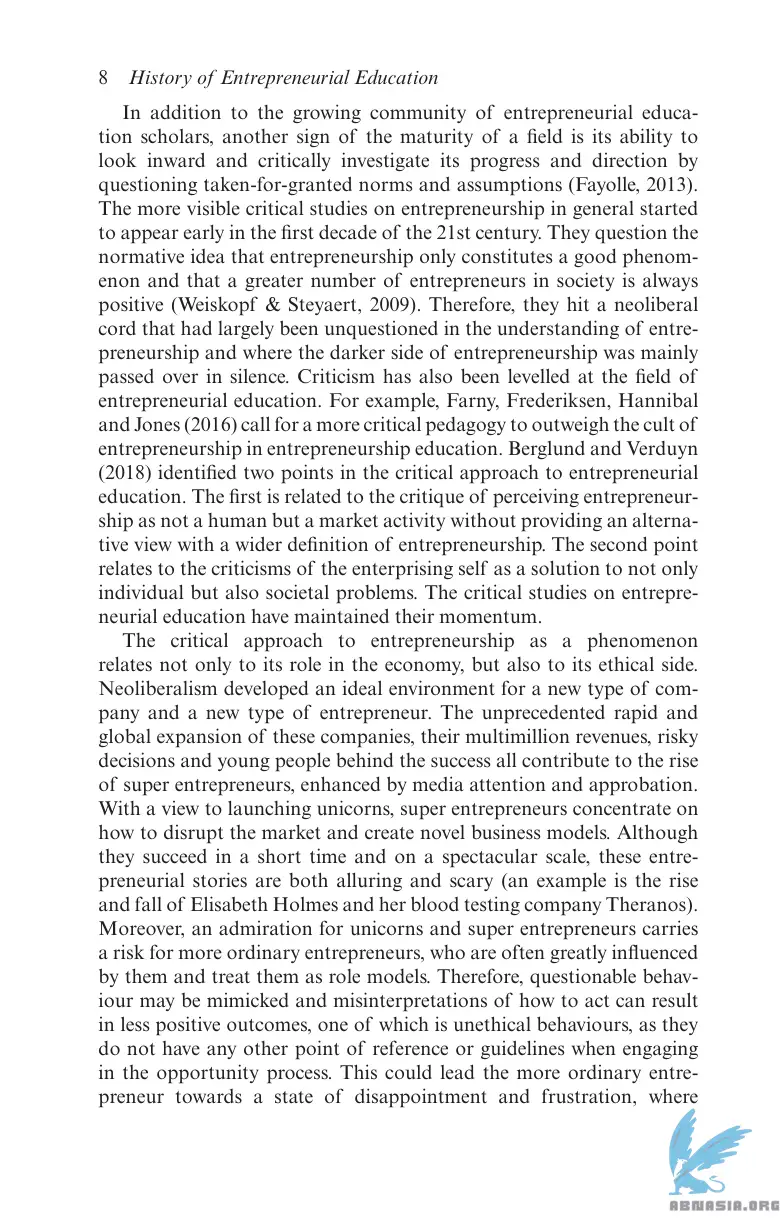 8 History of Entrepreneurial Education
In addition to the growing community of entrepreneurial educa-
tion scholars, another sign of the maturity of a field is its ability to
look inward and critically investigate its progress and direction by
questioning taken-for-granted norms and assumptions (Fayolle, 2013).
The more visible critical studies on entrepreneurship in general started
to appear early in the first decade of the 21st century. They question the
normative idea that entrepreneurship only constitutes a good phenom-
enon and that a greater number of entrepreneurs in society is always
positive (Weiskopf & Steyaert, 2009). Therefore, they hit a neoliberal
cord that had largely been unquestioned in the understanding of entre-
preneurship and where the darker side of entrepreneurship was mainly
passed over in silence. Criticism has also been levelled at the field of
entrepreneurial education. For example, Farny, Frederiksen, Hannibal
and Jones (2016) call for a more critical pedagogy to outweigh the cult of
entrepreneurship in entrepreneurship education. Berglund and Verduyn
(2018) identified two points in the critical approach to entrepreneurial
education. The first is related to the critique of perceiving entrepreneur-
ship as not a human but a market activity without providing an alterna-
tive view with a wider definition of entrepreneurship. The second point
relates to the criticisms of the enterprising self as a solution to not only
individual but also societal problems. The critical studies on entrepre-
neurial education have maintained their momentum.
The critical approach to entrepreneurship as a phenomenon
relates not only to its role in the economy, but also to its ethical side.
Neoliberalism developed an ideal environment for a new type of com-
pany and a new type of entrepreneur. The unprecedented rapid and
global expansion of these companies, their multimillion revenues, risky
decisions and young people behind the success all contribute to the rise
of super entrepreneurs, enhanced by media attention and approbation.
With a view to launching unicorns, super entrepreneurs concentrate on
how to disrupt the market and create novel business models. Although
they succeed in a short time and on a spectacular scale, these entre-
preneurial stories are both alluring and scary (an example is the rise
and fall of Elisabeth Holmes and her blood testing company Theranos).
Moreover, an admiration for unicorns and super entrepreneurs carries
a risk for more ordinary entrepreneurs, who are often greatly influenced
by them and treat them as role models. Therefore, questionable behav-
iour may be mimicked and misinterpretations of how to act can result
in less positive outcomes, one of which is unethical behaviours, as they
do not have any other point of reference or guidelines when engaging
in the opportunity process. This could lead the more ordinary entre-
preneur towards a state of disappointment and frustration, where
ABNASIA.ORG